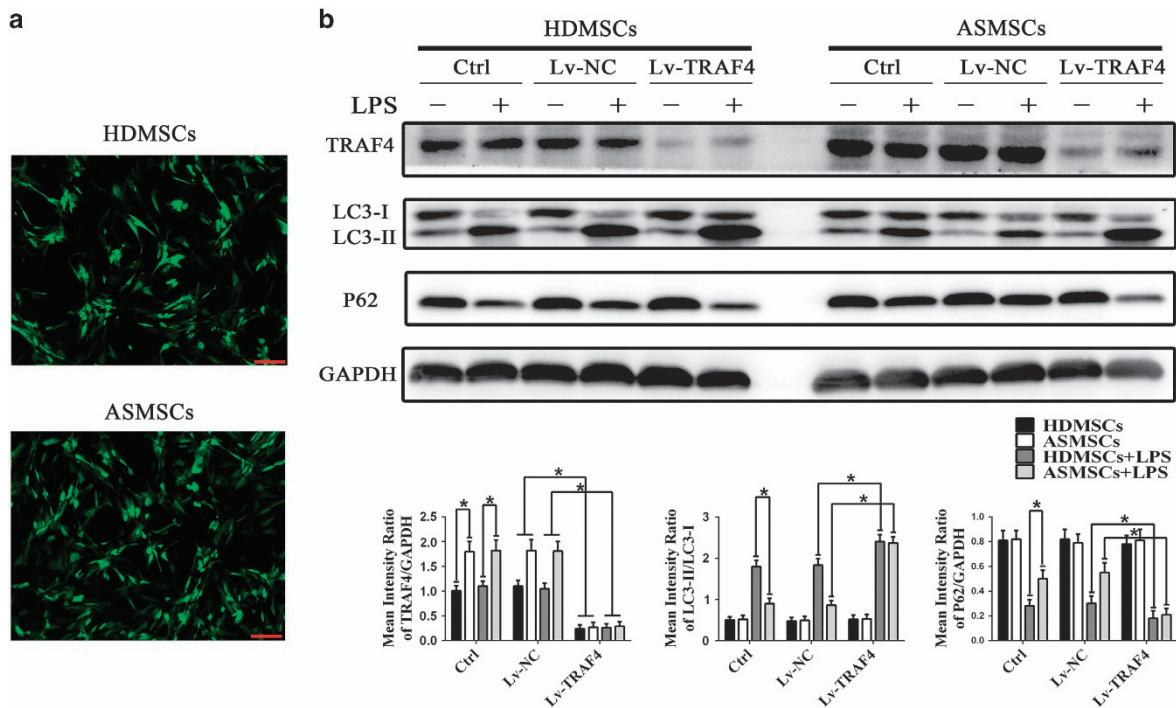 a
HDMSCs
ASMSCs
b
HDMSCs ASMSCs
Ctrl Lv-NC Lv-TRAF4 Ctrl Lv-NC Lv-TRAF4
LPS − + − + − + − + − + − +
TRAF4
LC3-I
LC3-II
P62
GAPDH
HDMSCs
ASMSCs
HDMSCs+LPS
ASMSCs+LPS
Mean Intensity Ratio
of TRAF4/GAPDH
2.5
2.0
1.5
1.0
0.5
0.0
* * * *
Ctrl Lv-NC Lv-TRAF4
Mean Intensity Ratio
of LC3-II/LC3-I
3
2
1
0
* * *
Ctrl Lv-NC Lv-TRAF4
Mean Intensity Ratio
of P62/GAPDH
1.0
0.8
0.6
0.4
0.2
0.0
* * *
Ctrl Lv-NC Lv-TRAF4